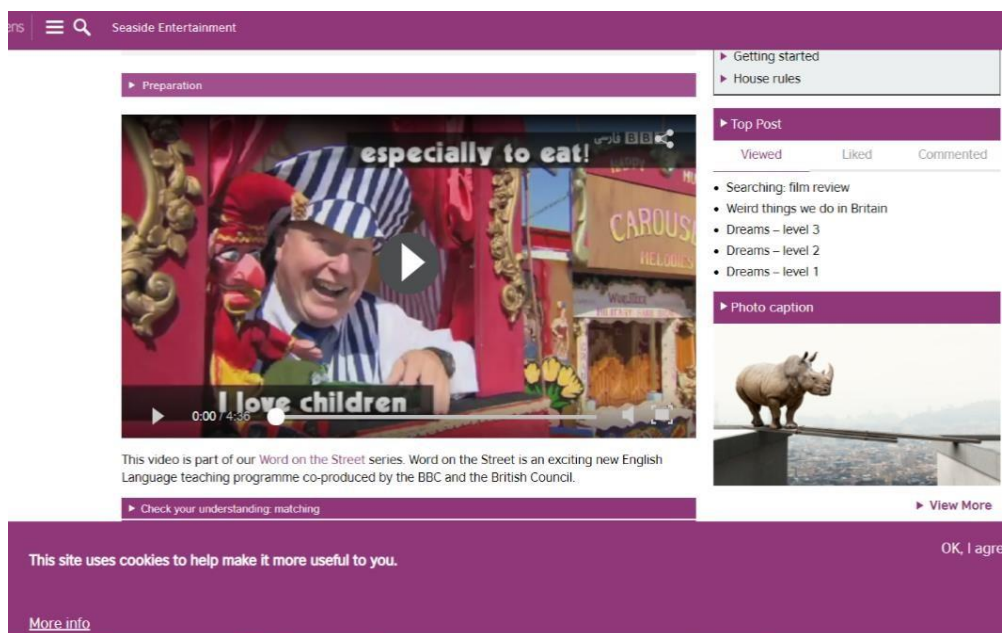 ens
Seaside Entertainment
Preparation
especially to eat!
BBC فارسی
CAROUS
MELODIES
I love children
0:00 / 4:36
This video is part of our Word on the Street series. Word on the Street is an exciting new English
Language teaching programme co-produced by the BBC and the British Council.
Check your understanding: matching
Getting started
House rules
Top Post
Viewed Liked Commented
Searching: film review
Weird things we do in Britain
Dreams – level 3
Dreams – level 2
Dreams – level 1
Photo caption
View More
This site uses cookies to help make it more useful to you.
OK, I agre
More info